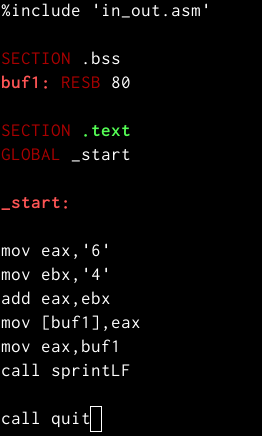 %include 'in_out.asm'
SECTION .bss
buf1: RESB 80
SECTION .text
GLOBAL _start
_start:
mov eax,'6'
mov ebx,'4'
add eax,ebx
mov [buf1],eax
mov eax,buf1
call sprintLF
call quit